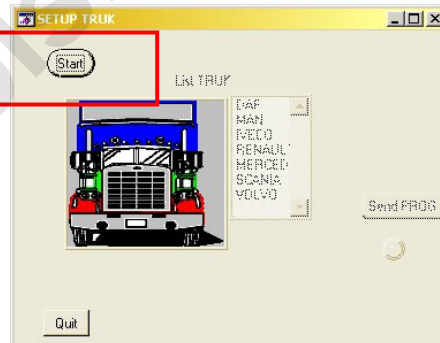 SETUP TRUK
Start
List TRUK
DAF
MAN
IVECO
RENAULT
MERCED
SCANIA
VOLVO
Send PROG
Quit